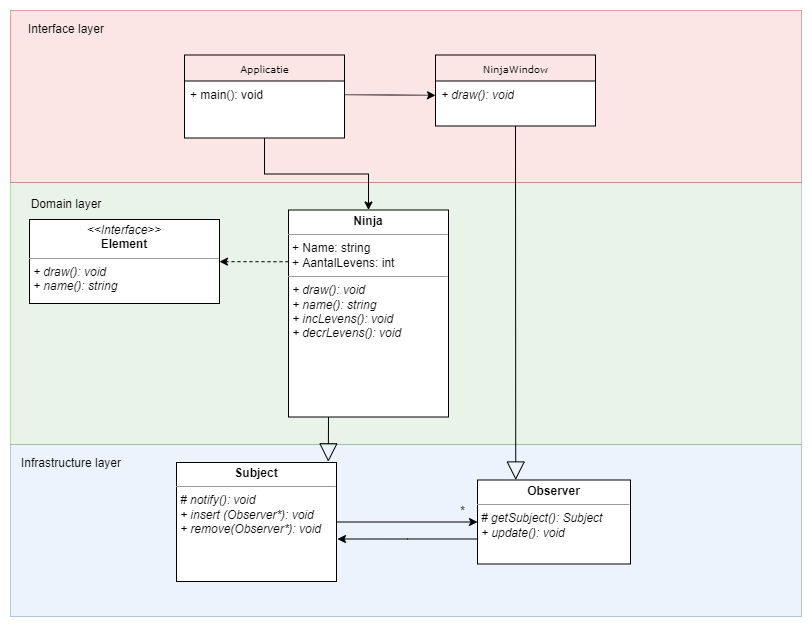 Interface layer
Applicatie
+ main(): void
NinjaWindow
+ draw(): void
Domain layer
<<Interface>>
Element
+ draw(): void
+ name(): string
Ninja
+ Name: string
+ AantalLevens: int
+ draw(): void
+ name(): string
+ incLevens(): void
+ decrLevens(): void
Infrastructure layer
Subject
# notify(): void
+ insert (Observer*): void
+ remove(Observer*): void
*
Observer
# getSubject(): Subject
+ update(): void